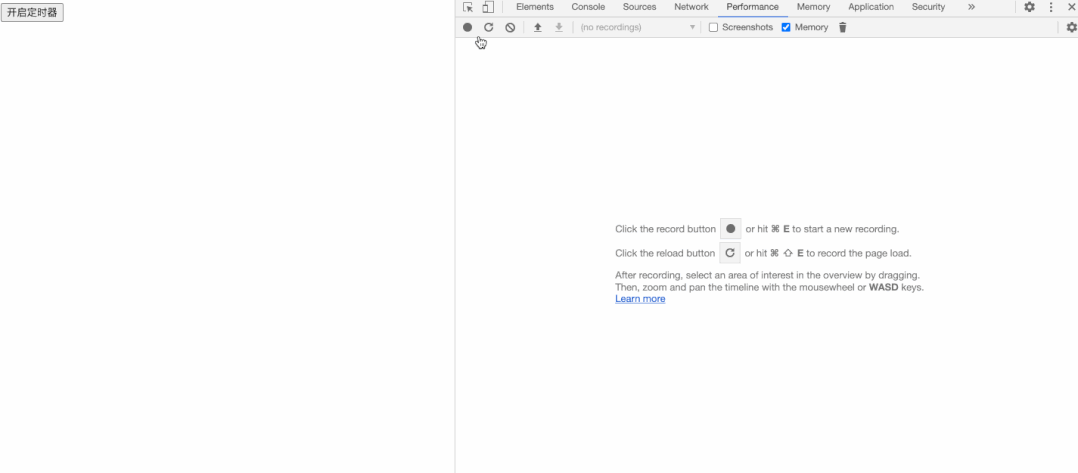 开启定时器
Elements Console Sources Network Performance Memory Application Security »
(no recordings) Screenshots Memory
Click the record button or hit ⌘ E to start a new recording.
Click the reload button or hit ⌘ ⇧ E to record the page load.
After recording, select an area of interest in the overview by dragging.
Then, zoom and pan the timeline with the mousewheel or WASD keys.
Learn more